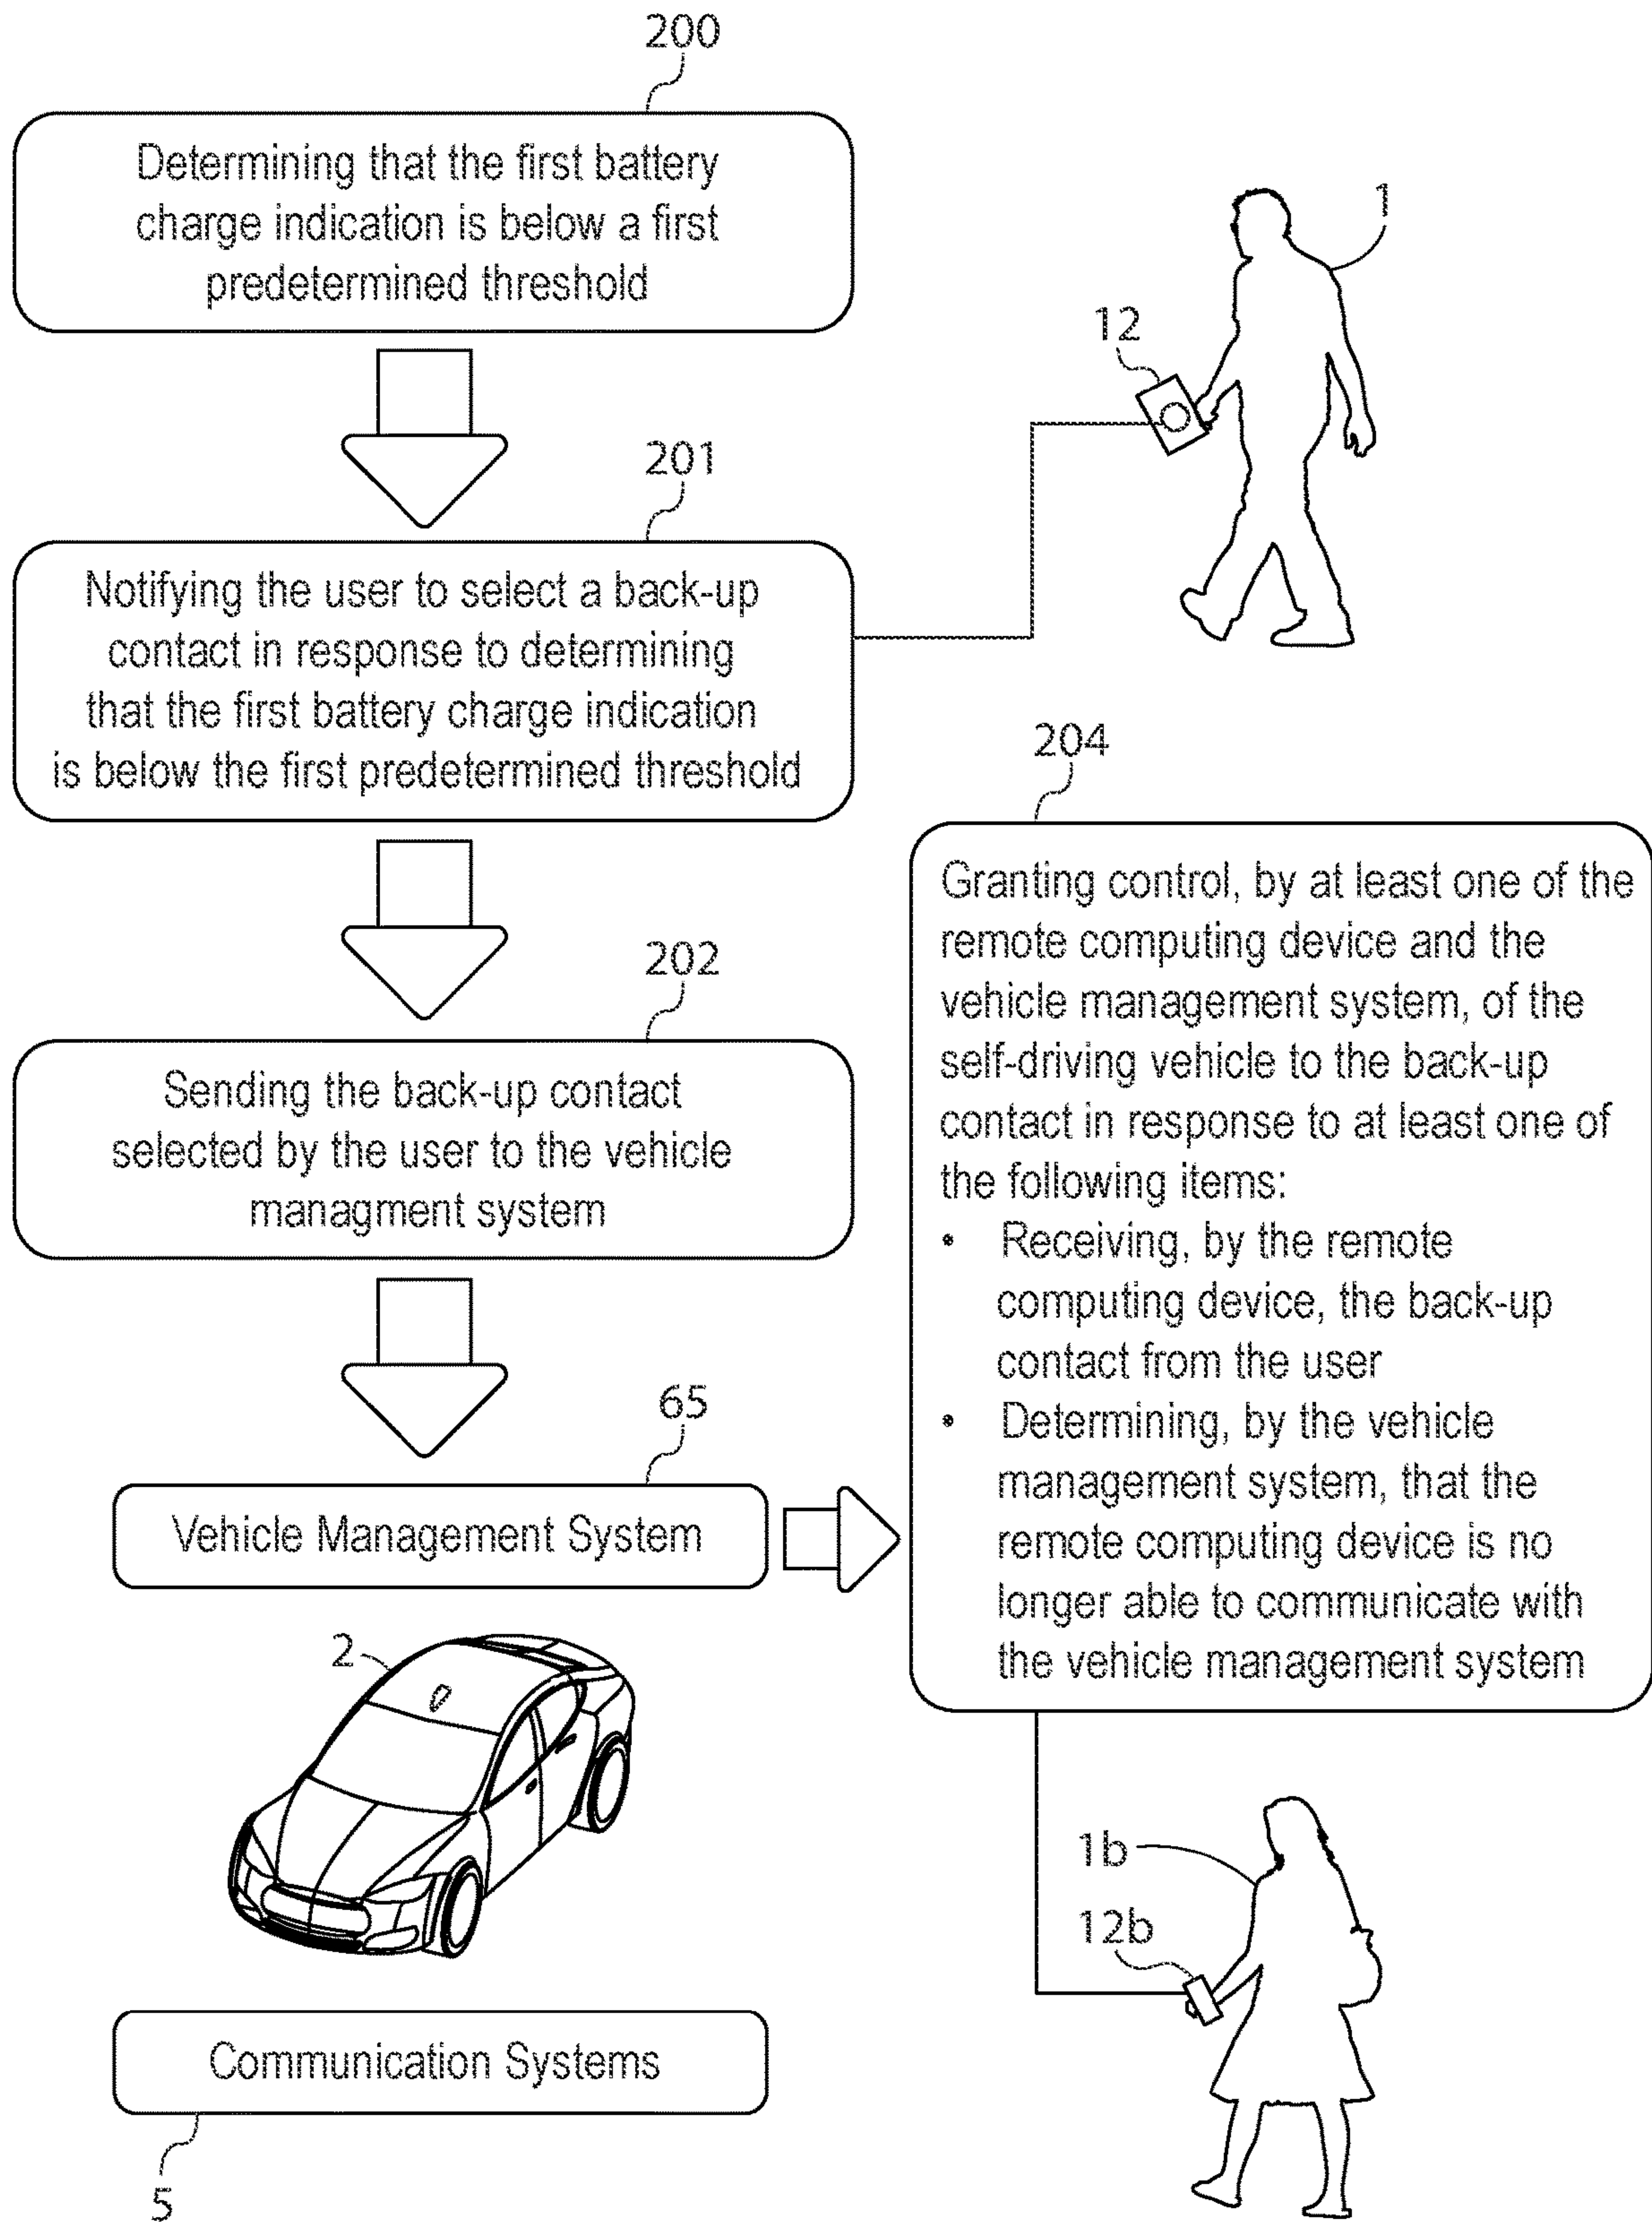 200
Determining that the first battery
charge indication is below a first
predetermined threshold
1
12
201
Notifying the user to select a back-up
contact in response to determining
that the first battery charge indication
is below the first predetermined threshold
202
Sending the back-up contact
selected by the user to the vehicle
managment system
65
Vehicle Management System
2
Communication Systems
5
204
Granting control, by at least one of the
remote computing device and the
vehicle management system, of the
self-driving vehicle to the back-up
contact in response to at least one of
the following items:
• Receiving, by the remote
computing device, the back-up
contact from the user
• Determining, by the vehicle
management system, that the
remote computing device is no
longer able to communicate with
the vehicle management system
1b
12b